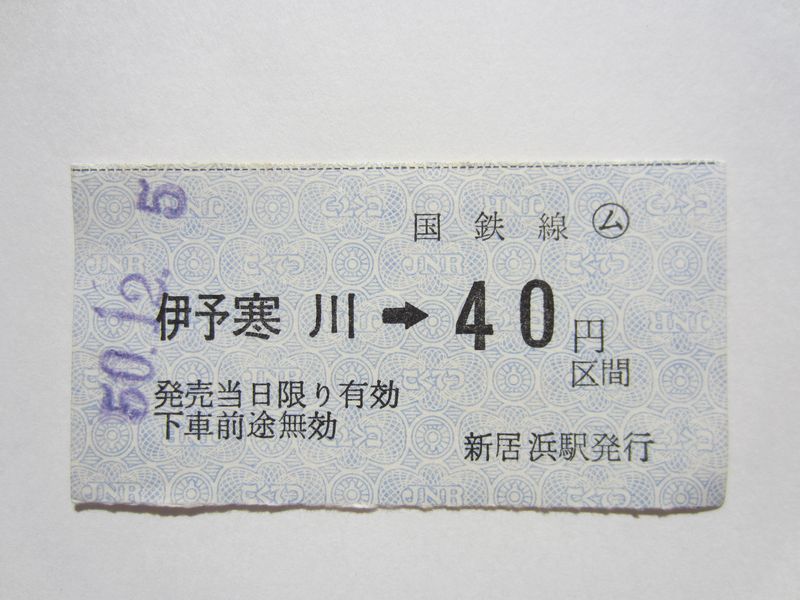 国鉄線 ㋰
伊予寒川➡40円
区間
発売当日限り有効
下車前途無効
新居浜駅発行
50.12.5